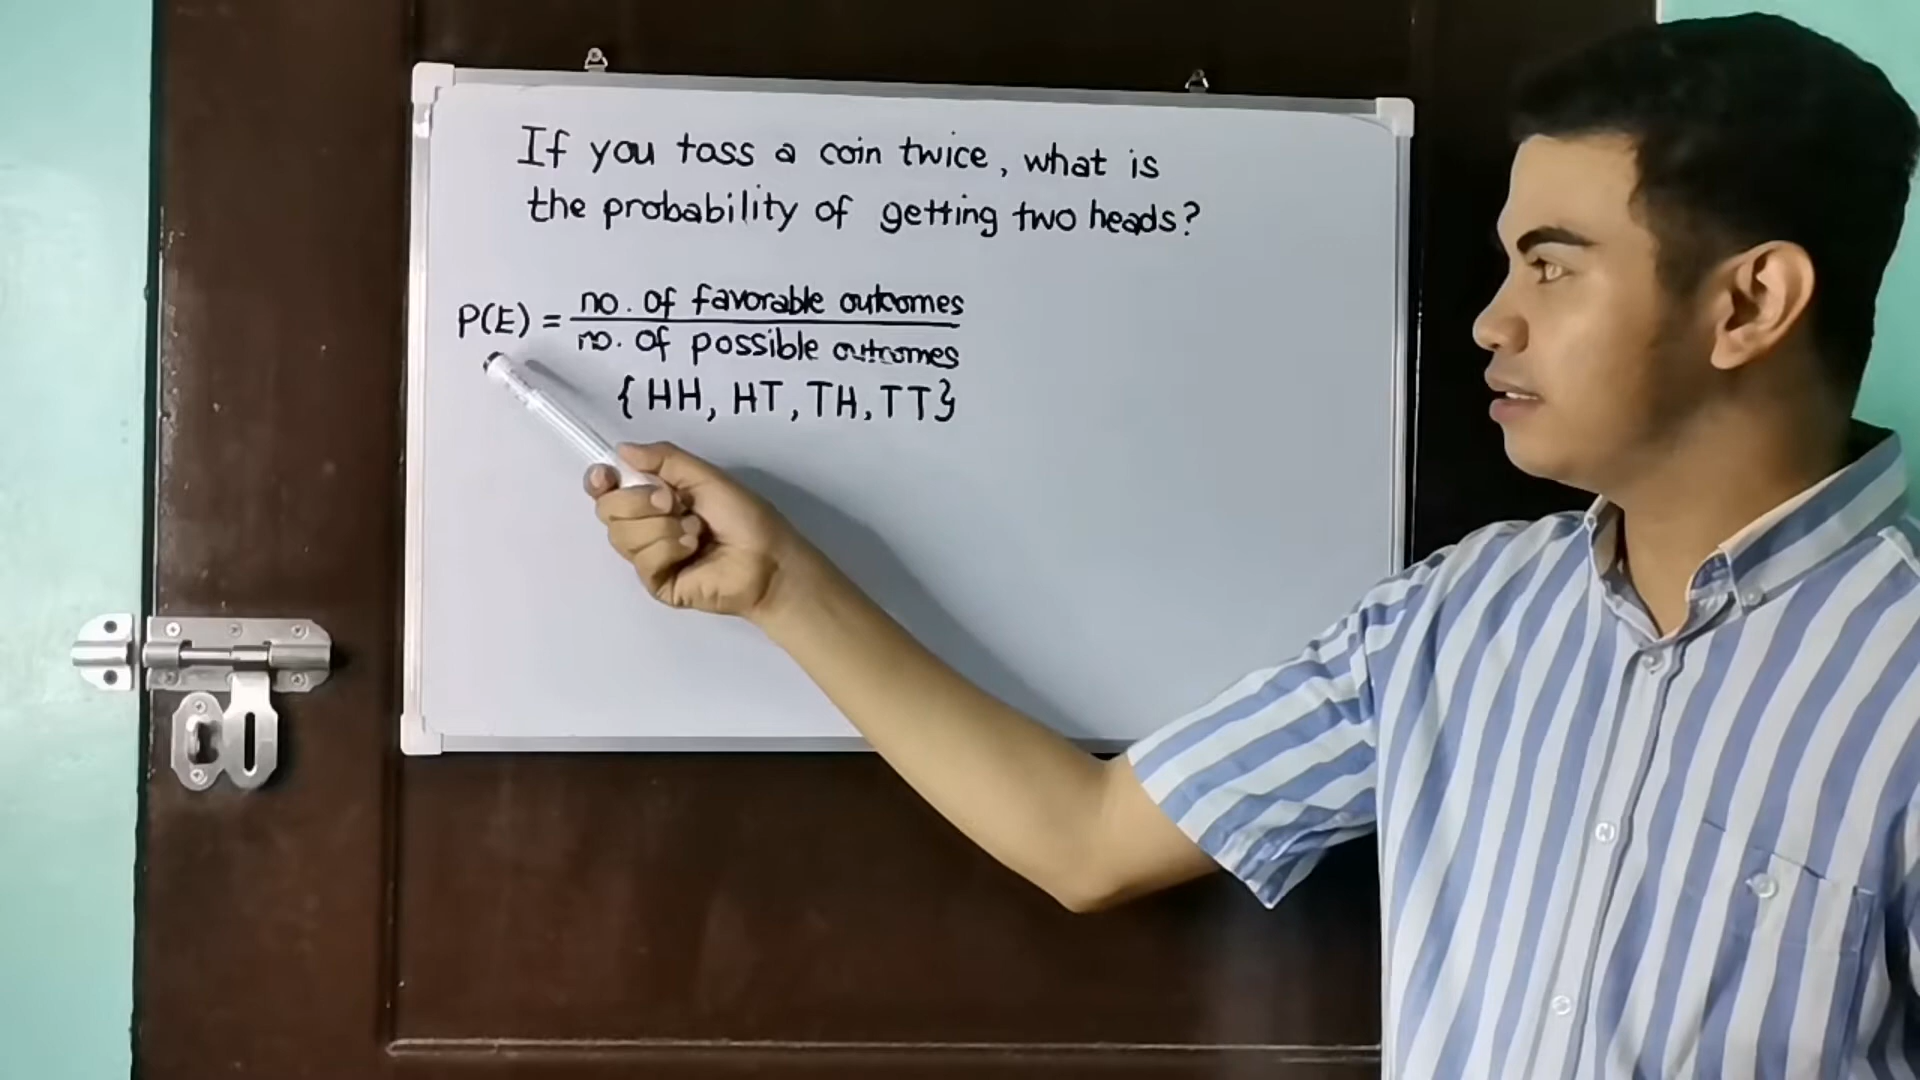 If you toss a coin twice, what is
the probability of getting two heads?
P(E) = no. of favorable outcomes
no. of possible outcomes
{HH, HT, TH, TT}